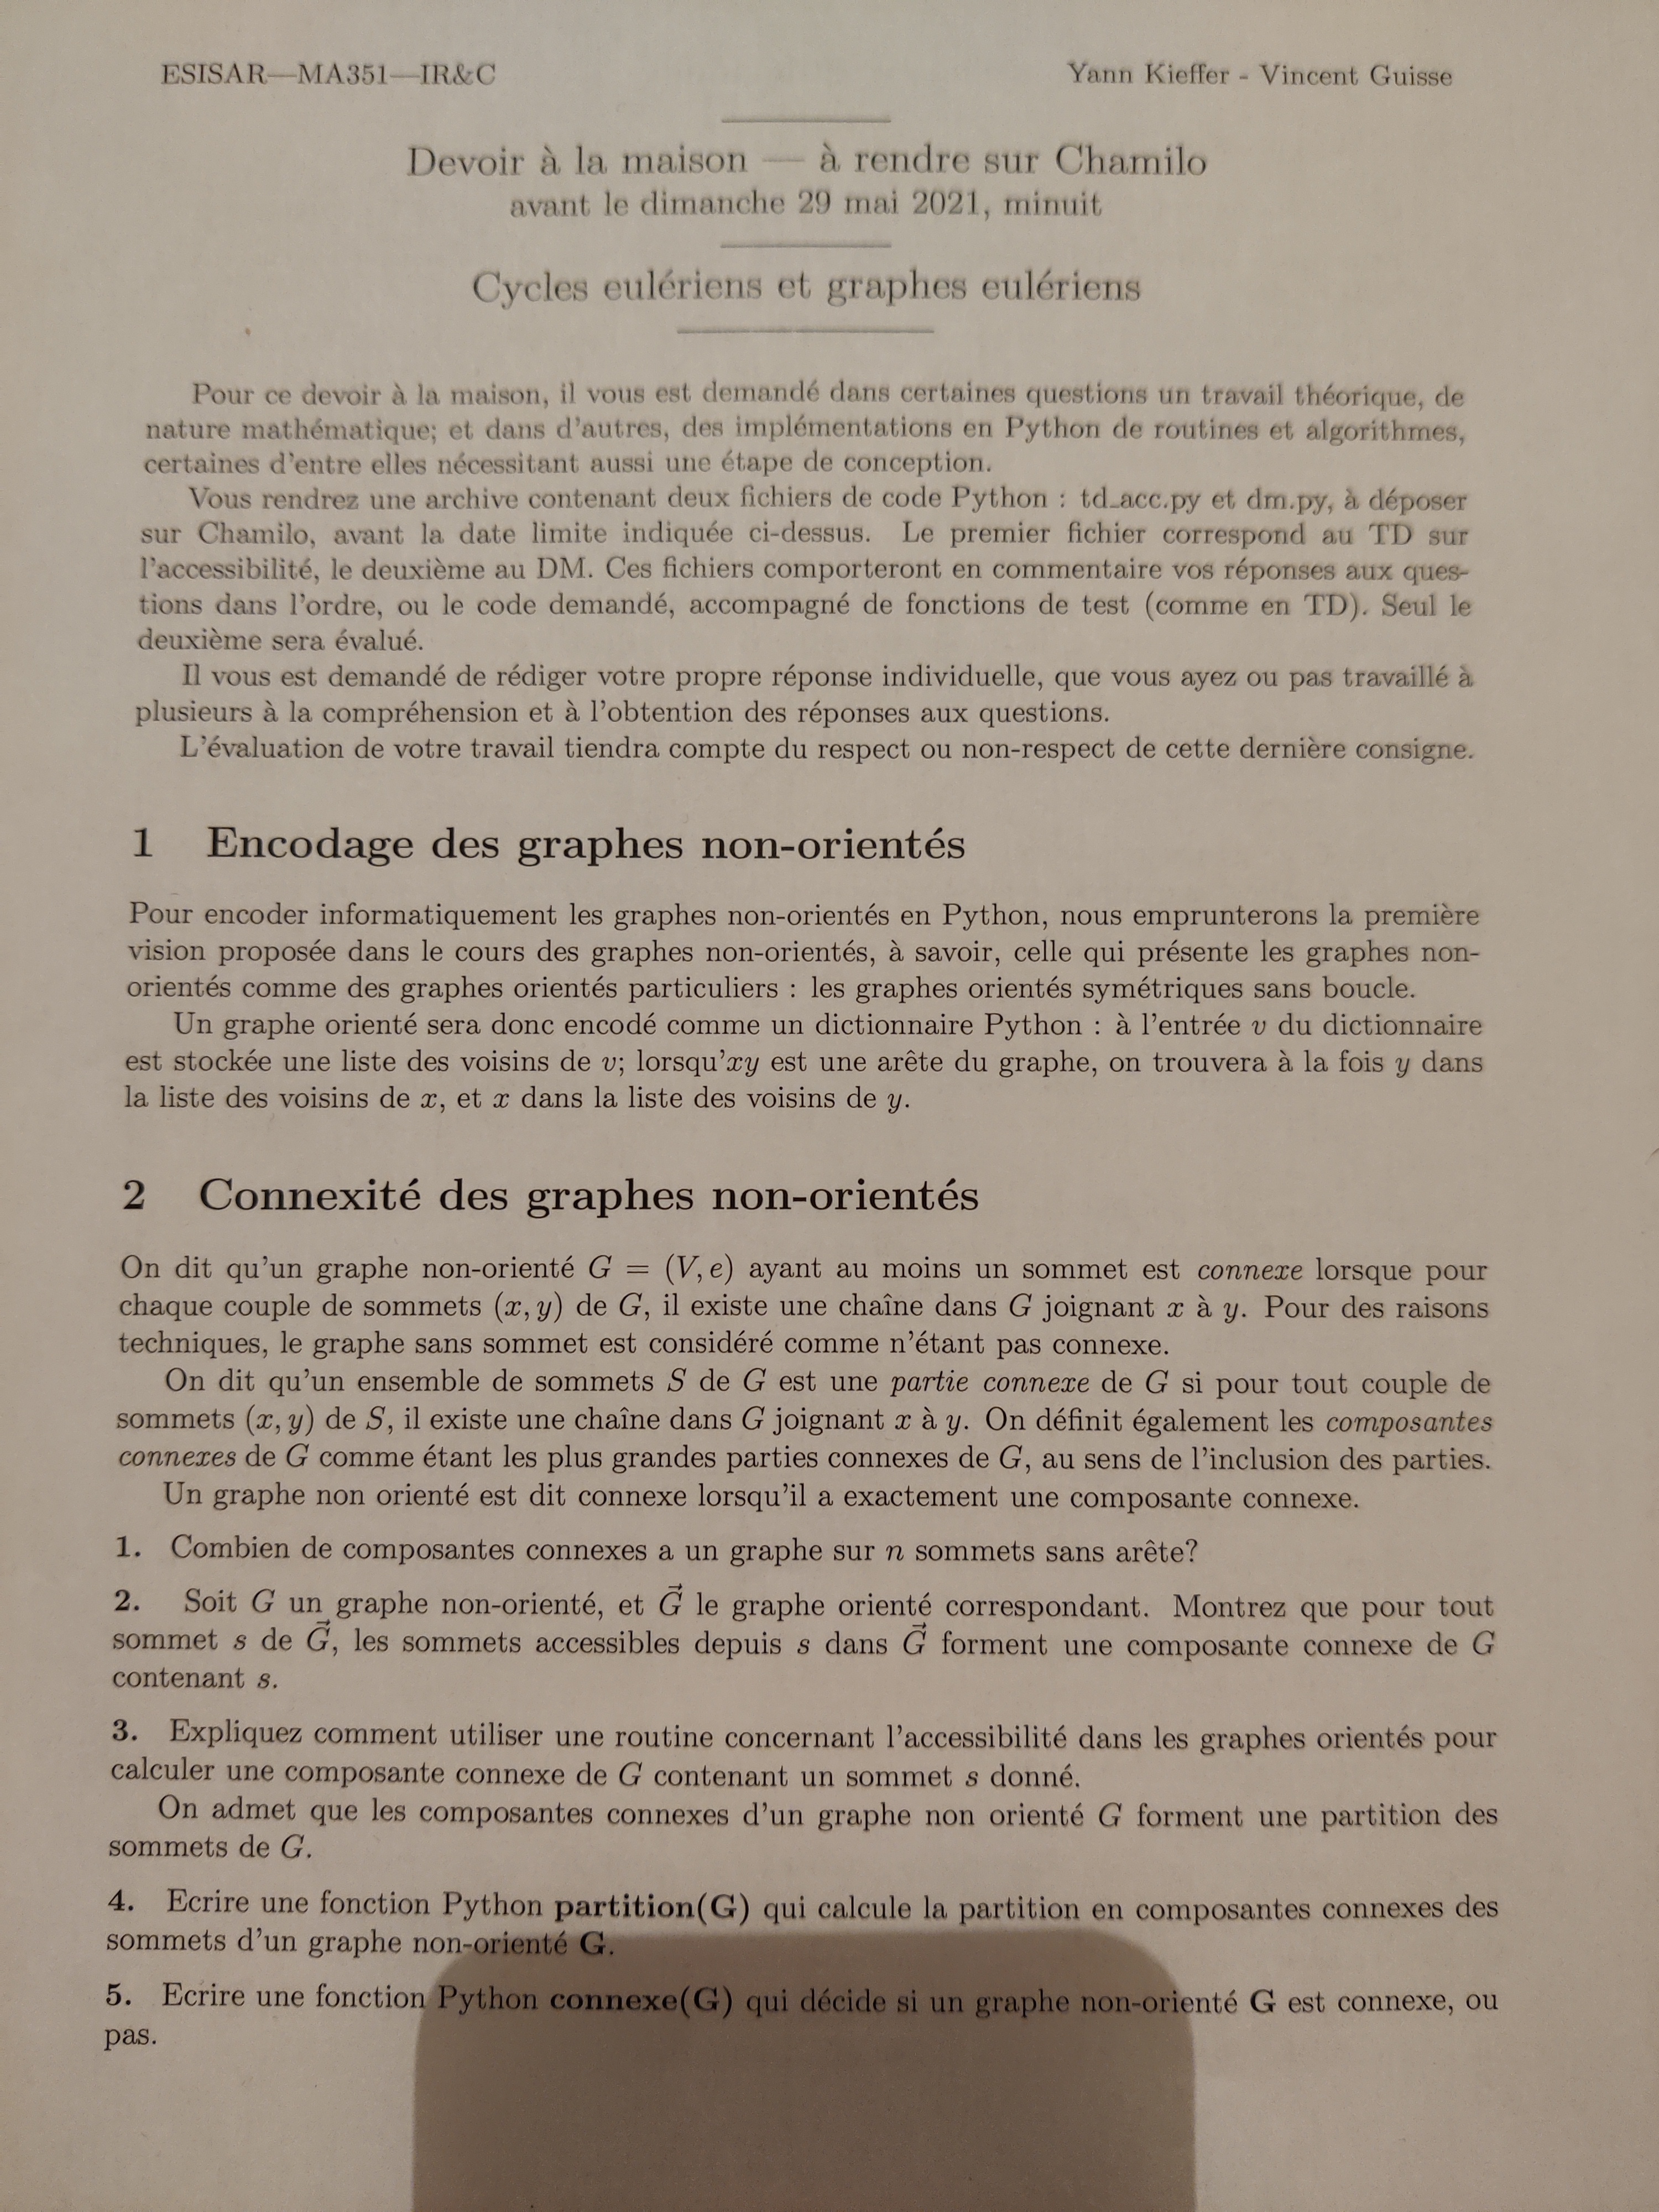 ESISAR—MA351—IR&C
Yann Kieffer - Vincent Guisse
Devoir à la maison — à rendre sur Chamilo
avant le dimanche 29 mai 2021, minuit
Cycles eulériens et graphes eulériens
Pour ce devoir à la maison, il vous est demandé dans certaines questions un travail théorique, de
nature mathématique; et dans d'autres, des implémentations en Python de routines et algorithmes,
certaines d'entre elles nécessitant aussi une étape de conception.
Vous rendrez une archive contenant deux fichiers de code Python : td_acc.py et dm.py, à déposer
sur Chamilo, avant la date limite indiquée ci-dessus. Le premier fichier correspond au TD sur
l'accessibilité, le deuxième au DM. Ces fichiers comporteront en commentaire vos réponses aux ques-
tions dans l'ordre, ou le code demandé, accompagné de fonctions de test (comme en TD). Seul le
deuxième sera évalué.
Il vous est demandé de rédiger votre propre réponse individuelle, que vous ayez ou pas travaillé à
plusieurs à la compréhension et à l'obtention des réponses aux questions.
L'évaluation de votre travail tiendra compte du respect ou non-respect de cette dernière consigne.
1 Encodage des graphes non-orientés
Pour encoder informatiquement les graphes non-orientés en Python, nous emprunterons la première
vision proposée dans le cours des graphes non-orientés, à savoir, celle qui présente les graphes non-
orientés comme des graphes orientés particuliers : les graphes orientés symétriques sans boucle.
Un graphe orienté sera donc encodé comme un dictionnaire Python : à l'entrée v du dictionnaire
est stockée une liste des voisins de v; lorsqu'xy est une arête du graphe, on trouvera à la fois y dans
la liste des voisins de x, et x dans la liste des voisins de y.
2 Connexité des graphes non-orientés
On dit qu'un graphe non-orienté G = (V, e) ayant au moins un sommet est connexe lorsque pour
chaque couple de sommets (x, y) de G, il existe une chaîne dans G joignant x à y. Pour des raisons
techniques, le graphe sans sommet est considéré comme n'étant pas connexe.
On dit qu'un ensemble de sommets S de G est une partie connexe de G si pour tout couple de
sommets (x, y) de S, il existe une chaîne dans G joignant x à y. On définit également les composantes
connexes de G comme étant les plus grandes parties connexes de G, au sens de l'inclusion des parties.
Un graphe non orienté est dit connexe lorsqu'il a exactement une composante connexe.
1. Combien de composantes connexes a un graphe sur n sommets sans arête?
2. Soit G un graphe non-orienté, et G⃗ le graphe orienté correspondant. Montrez que pour tout
sommet s de G⃗, les sommets accessibles depuis s dans G⃗ forment une composante connexe de G
contenant s.
3. Expliquez comment utiliser une routine concernant l'accessibilité dans les graphes orientés pour
calculer une composante connexe de G contenant un sommet s donné.
On admet que les composantes connexes d'un graphe non orienté G forment une partition des
sommets de G.
4. Ecrire une fonction Python partition(G) qui calcule la partition en composantes connexes des
sommets d'un graphe non-orienté G.
5. Ecrire une fonction Python connexe(G) qui décide si un graphe non-orienté G est connexe, ou
pas.